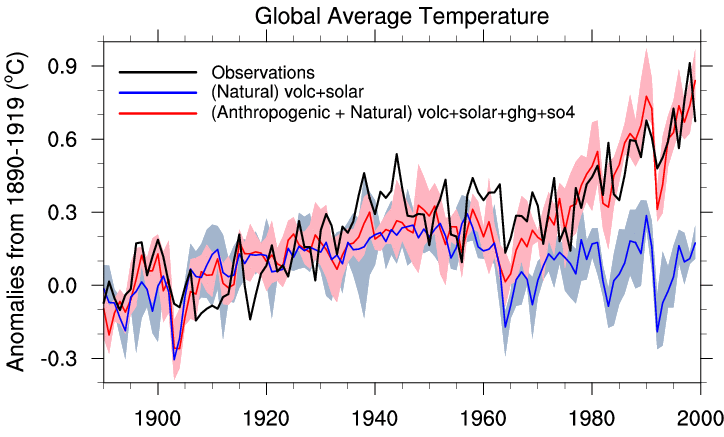 Global Average Temperature
Anomalies from 1890-1919 (°C)
0.9
0.6
0.3
0.0
-0.3
Observations
(Natural) volc+solar
(Anthropogenic + Natural) volc+solar+ghg+so4
1900 1920 1940 1960 1980 2000